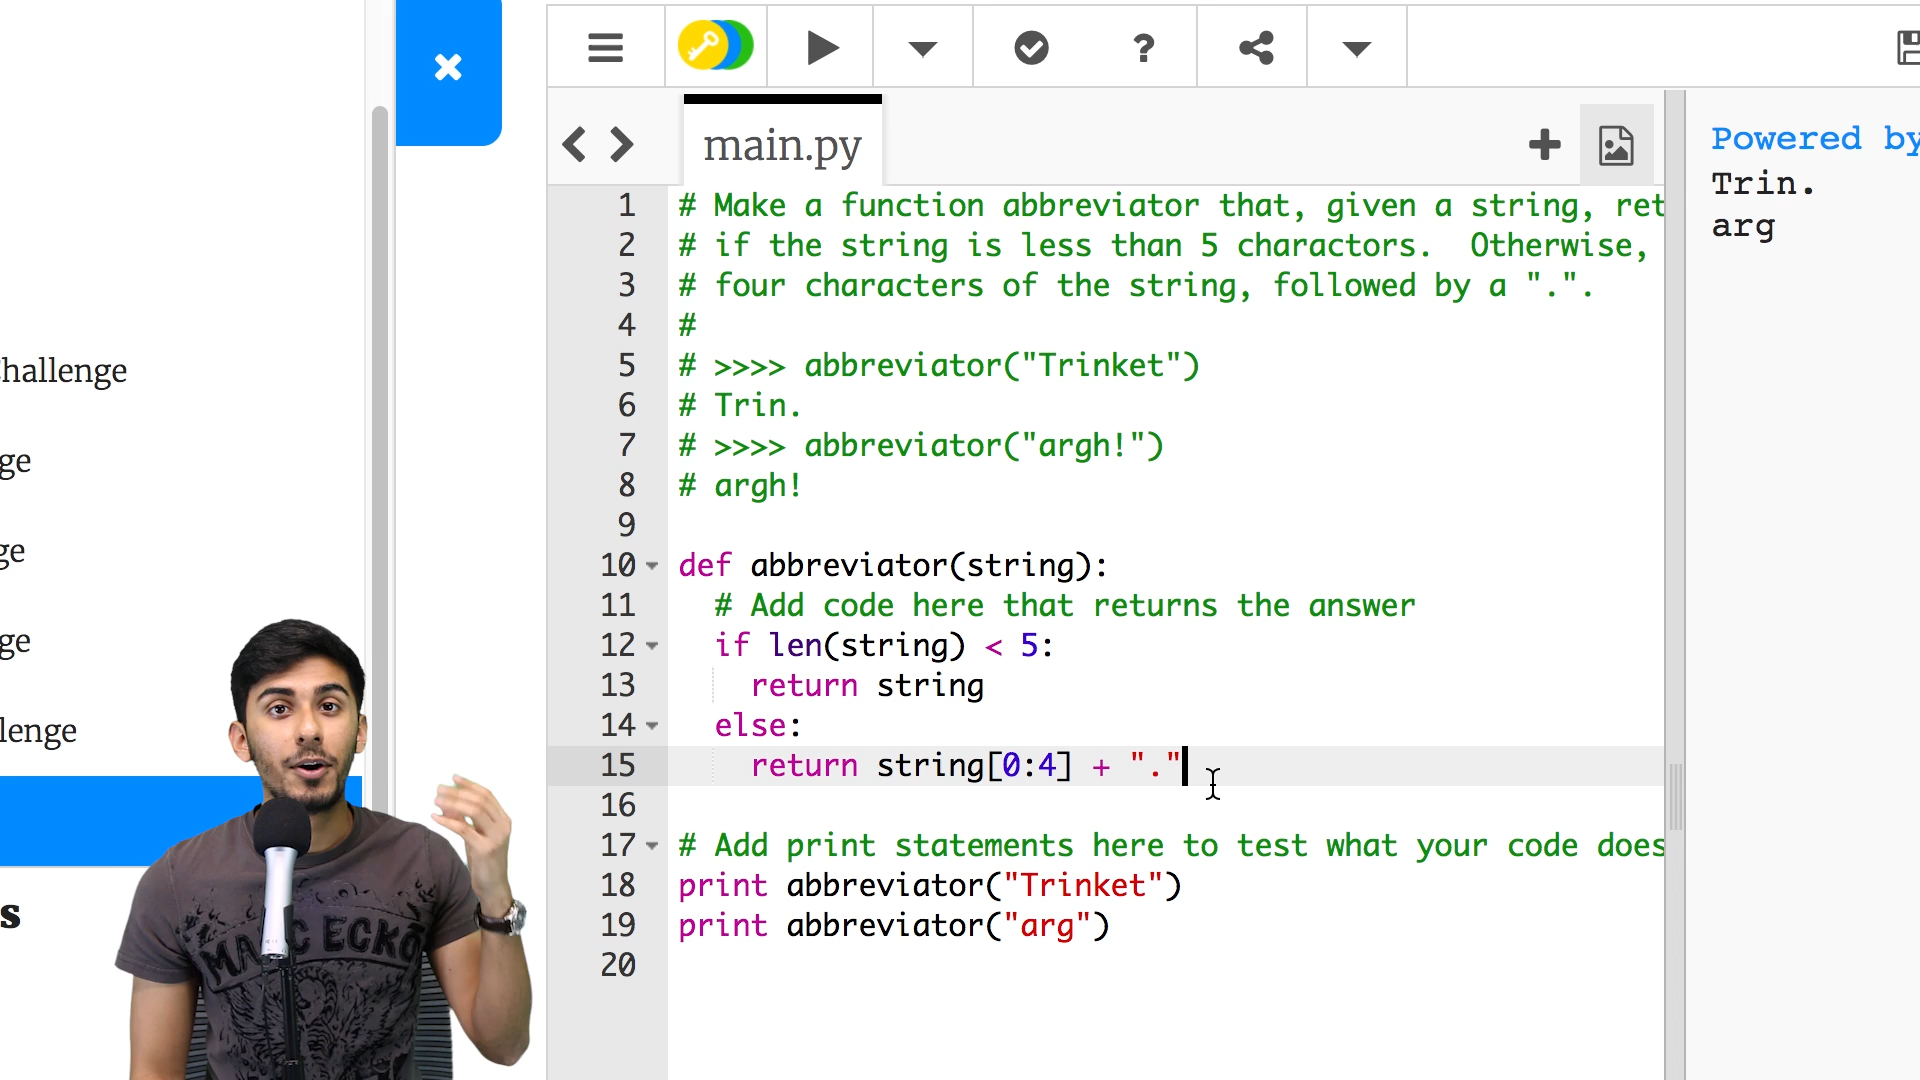 hallenge
ge
ge
ge
lenge
s
main.py
1 # Make a function abbreviator that, given a string, ret
2 # if the string is less than 5 charactors.  Otherwise,
3 # four characters of the string, followed by a ".".
4 #
5 # >>>> abbreviator("Trinket")
6 # Trin.
7 # >>>> abbreviator("argh!")
8 # argh!
9
10 def abbreviator(string):
11   # Add code here that returns the answer
12   if len(string) < 5:
13     return string
14   else:
15     return string[0:4] + "."
16
17 # Add print statements here to test what your code does
18 print abbreviator("Trinket")
19 print abbreviator("arg")
20
Powered by
Trin.
arg
MARC ECKO